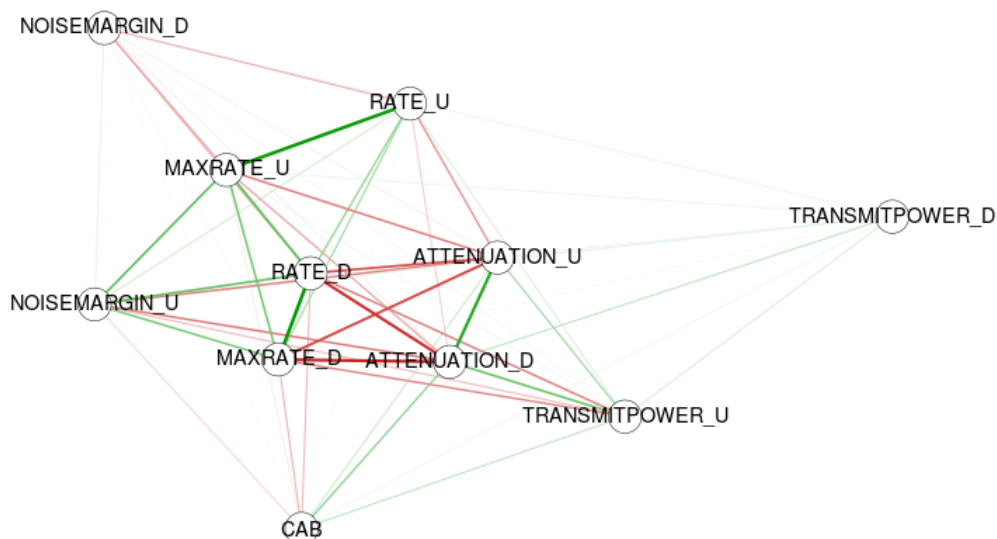 NOISEMARGIN_D
RATE_U
MAXRATE_U
TRANSMITPOWER_D
ATTENUATION_U
RATE_D
NOISEMARGIN_U
MAXRATE_D
ATTENUATION_D
TRANSMITPOWER_U
CAB